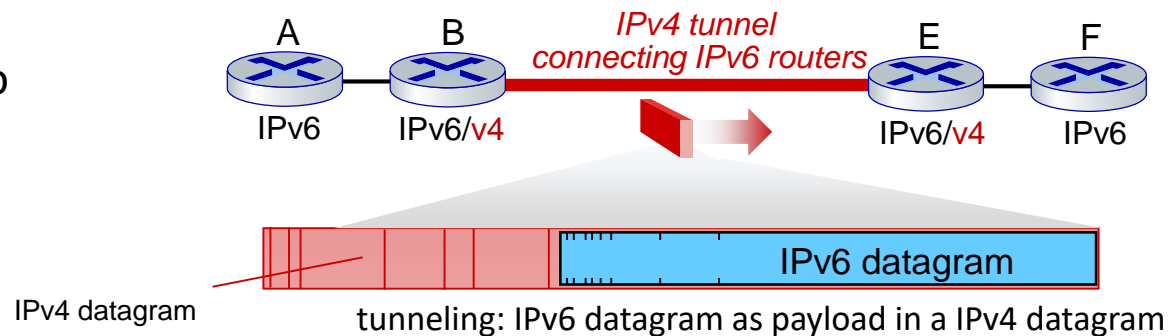 A
B
IPv4 tunnel
connecting IPv6 routers
E
F
IPv6
IPv6/v4
IPv6/v4
IPv6
IPv6 datagram
IPv4 datagram
tunneling: IPv6 datagram as payload in a IPv4 datagram